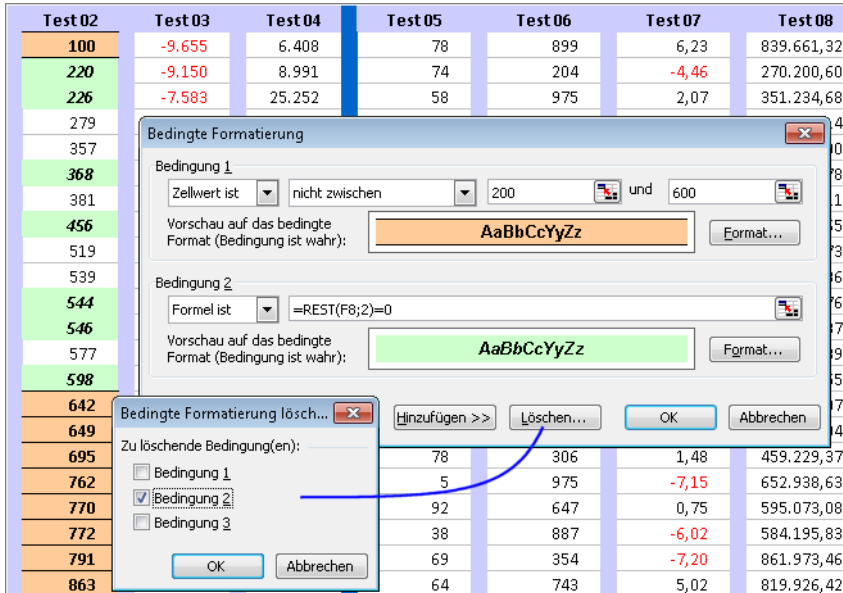 Test 02 Test 03 Test 04 Test 05 Test 06 Test 07 Test 08
100 -9.655 6.408 78 899 6,23 839.661,32
220 -9.150 8.991 74 204 -4,46 270.200,60
226 -7.583 25.252 58 975 2,07 351.234,68
279
357
368
381
456
519
539
544
546
577
598
642
649
Bedingte Formatierung
Bedingung 1
Zellwert ist nicht zwischen 200 und 600
Vorschau auf das bedingte
Format (Bedingung ist wahr):
AaBbCcYyZz
Format...
Bedingung 2
Formel ist =REST(F8;2)=0
Vorschau auf das bedingte
Format (Bedingung ist wahr):
AaBbCcYyZz
Format...
Hinzufügen >> Löschen... OK Abbrechen
695 78 306 1,48 459.229,37
762 5 975 -7,15 652.938,63
770 92 647 0,75 595.073,08
772 38 887 -6,02 584.195,83
791 69 354 -7,20 861.973,46
863 64 743 5,02 819.926,42
Bedingte Formatierung lösch...
Zu löschende Bedingung(en):
Bedingung 1
Bedingung 2
Bedingung 3
OK Abbrechen